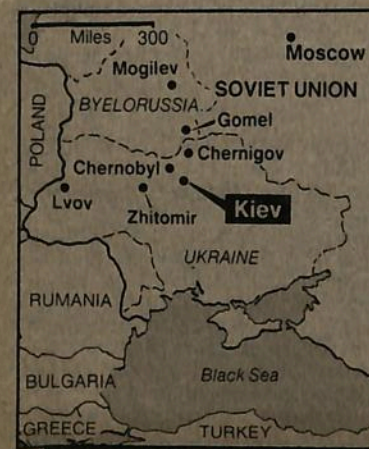 0 Miles 300
Moscow
Mogilev
SOVIET UNION
BYELORUSSIA
POLAND
Gomel
Chernigov
Chernobyl
Kiev
Lvov
Zhitomir
UKRAINE
RUMANIA
Black Sea
BULGARIA
GREECE
TURKEY